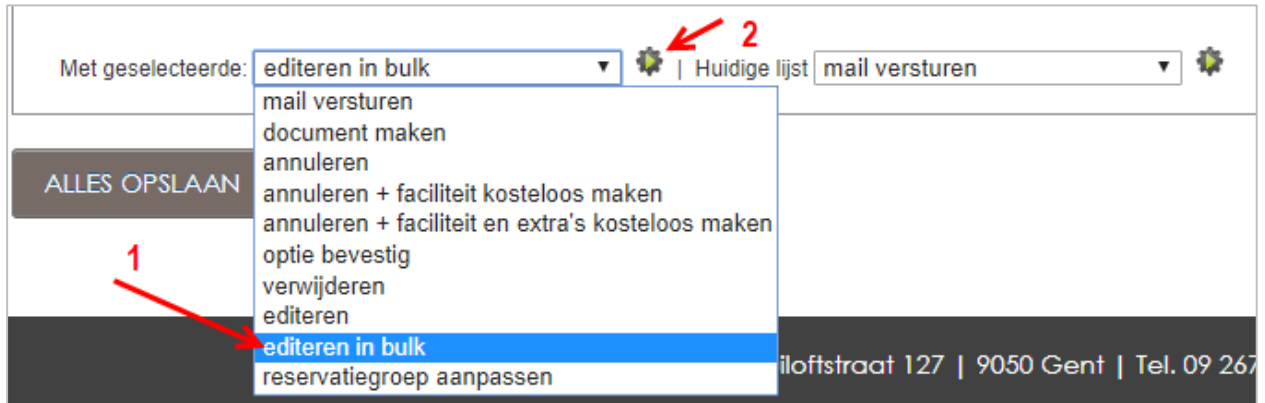 2
Met geselecteerde: editeren in bulk | Huidige lijst mail versturen
mail versturen
document maken
annuleren
ALLES OPSLAAN
annuleren + faciliteit kosteloos maken
annuleren + faciliteit en extra's kosteloos maken
1
optie bevestig
verwijderen
editeren
editeren in bulk
reservatiegroep aanpassen
127 | 9050 Gent | Tel. 09 267